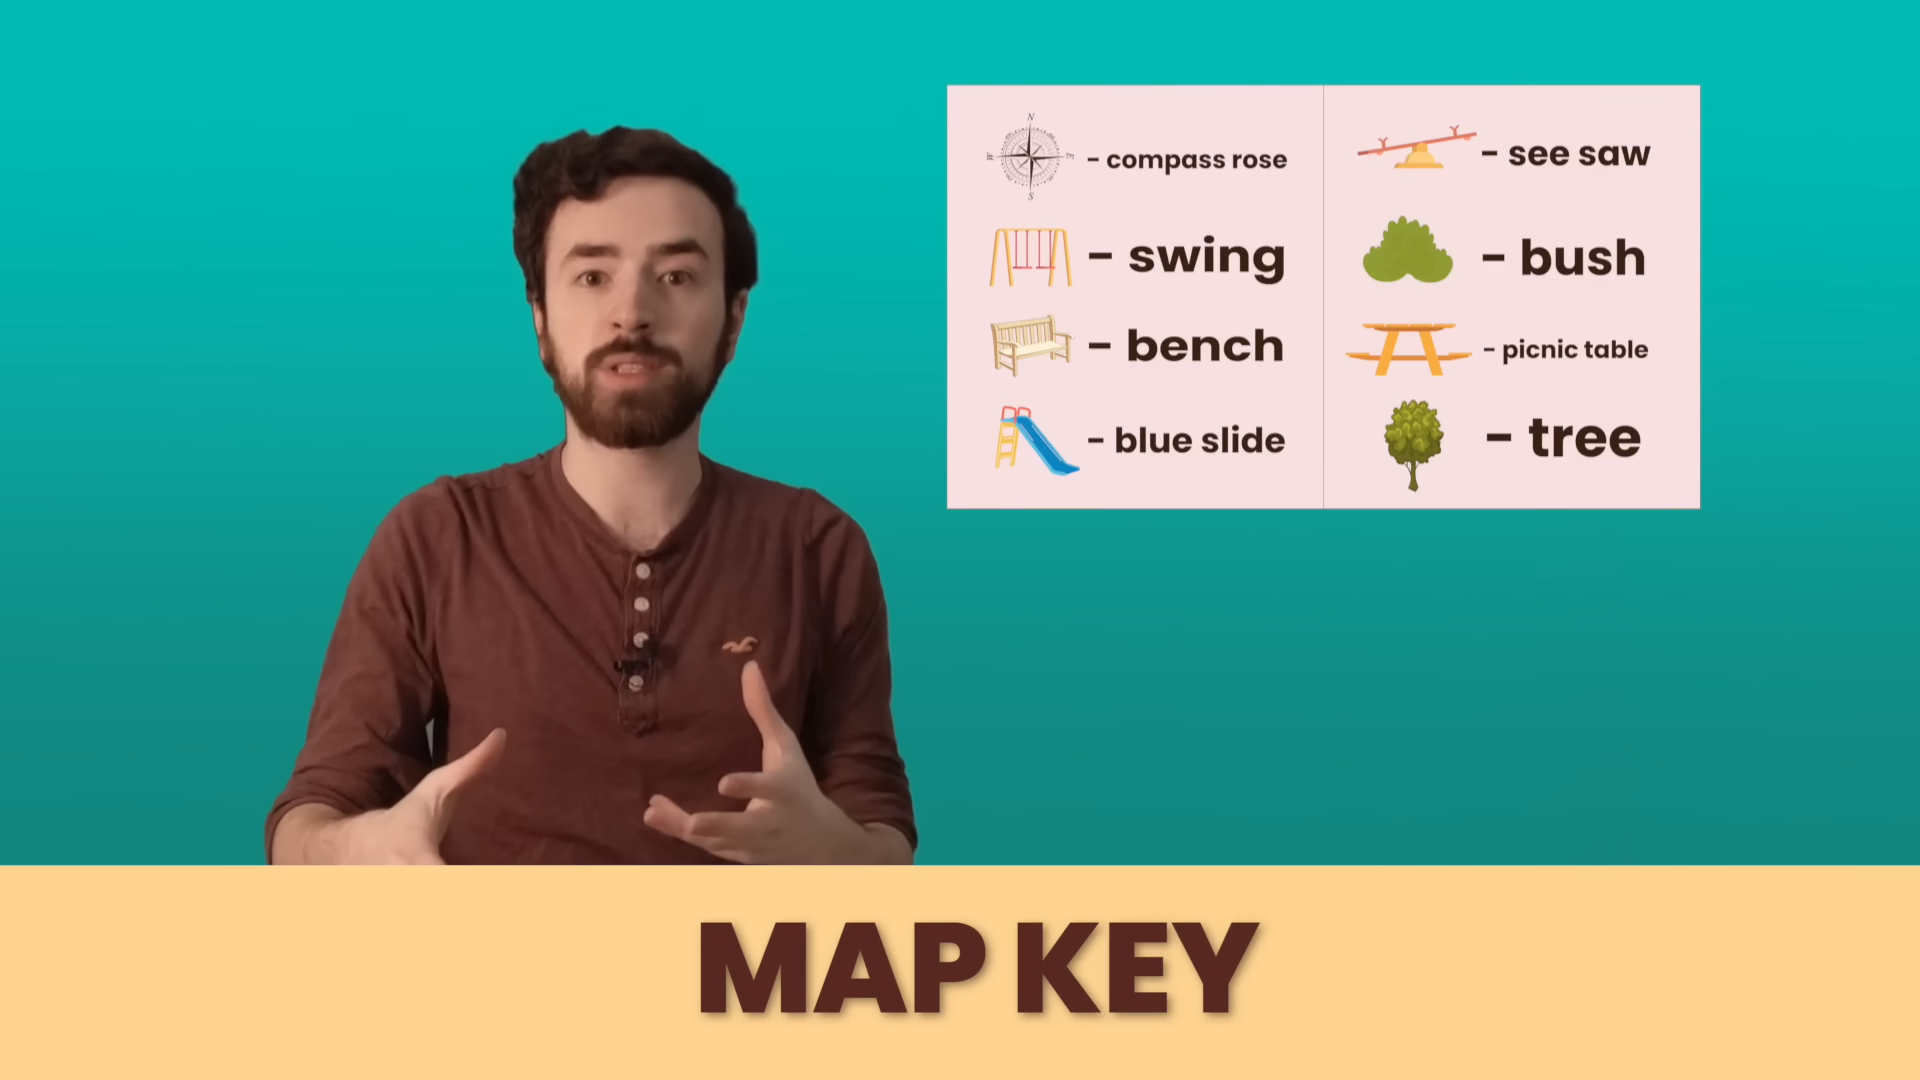 N
W
E
S
- compass rose
- swing
- bench
- blue slide
- see saw
- bush
- picnic table
- tree
MAP KEY